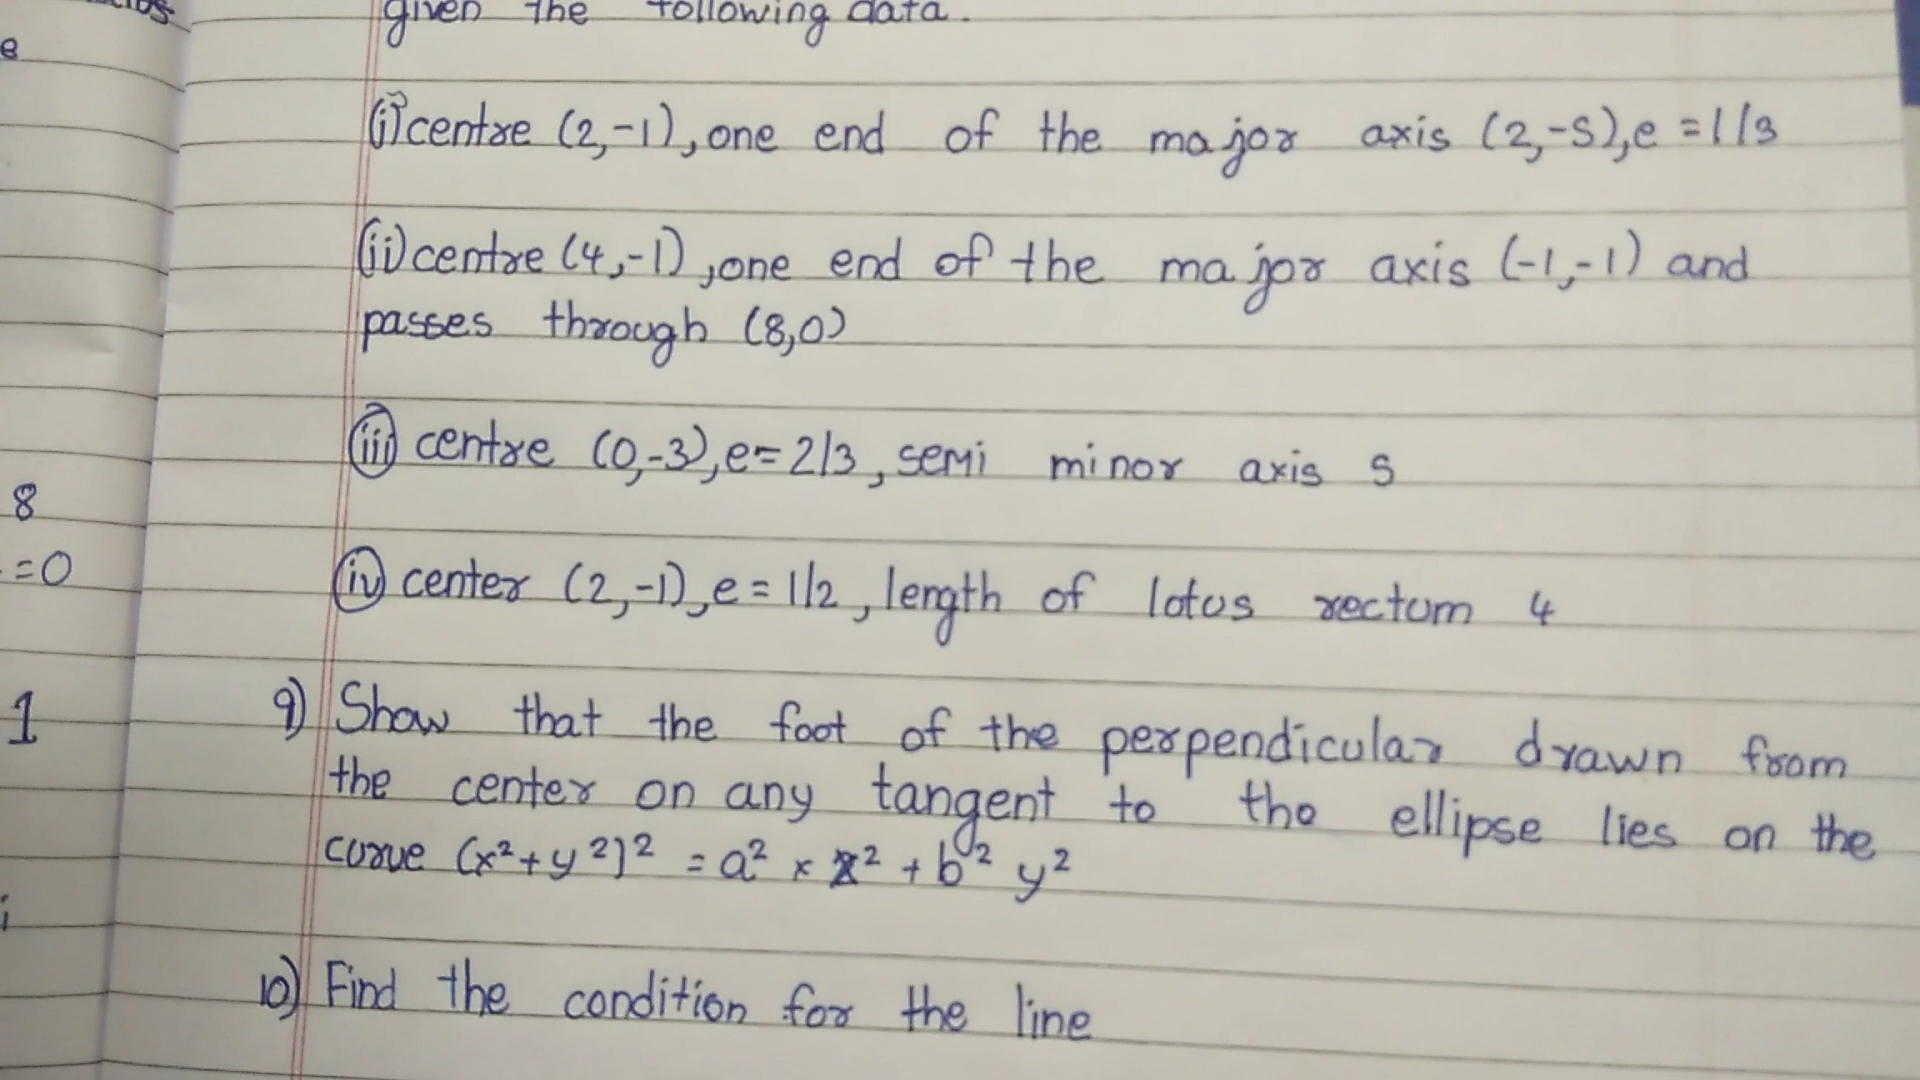 given the following data.
(i) centre (2,-1), one end of the major axis (2,-5), e = 1/3
(ii) centre (4,-1), one end of the major axis (-1,-1) and
passes through (8,0)
(iii) centre (0,-3), e = 2/3, semi minor axis 5
(iv) center (2,-1), e = 1/2, length of lotus rectum 4
9) Show that the foot of the perpendicular drawn from
the center on any tangent to the ellipse lies on the
curve (x²+y²)² = a² x x² + b² y²
10) Find the condition for the line
e
8
=0
1